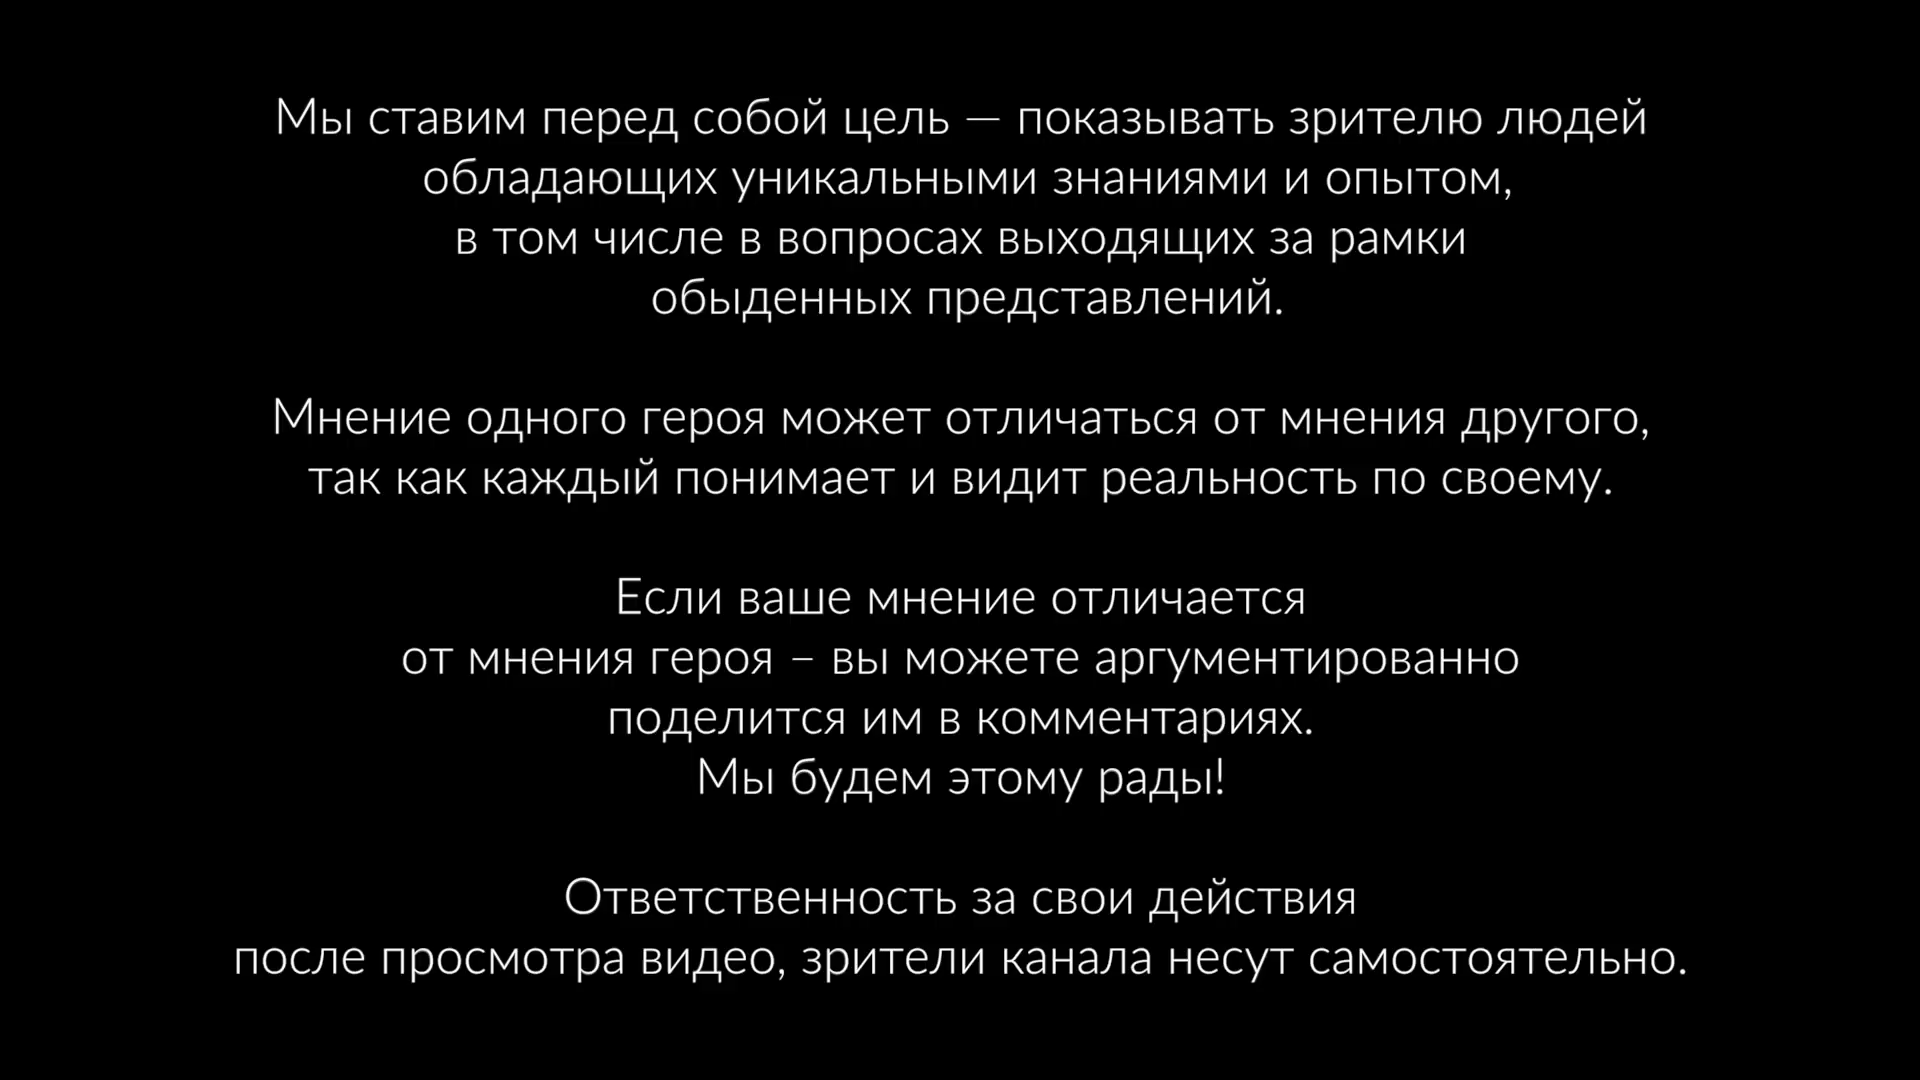 Мы ставим перед собой цель — показывать зрителю людей
обладающих уникальными знаниями и опытом,
в том числе в вопросах выходящих за рамки
обыденных представлений.
Мнение одного героя может отличаться от мнения другого,
так как каждый понимает и видит реальность по своему.
Если ваше мнение отличается
от мнения героя – вы можете аргументированно
поделится им в комментариях.
Мы будем этому рады!
Ответственность за свои действия
после просмотра видео, зрители канала несут самостоятельно.